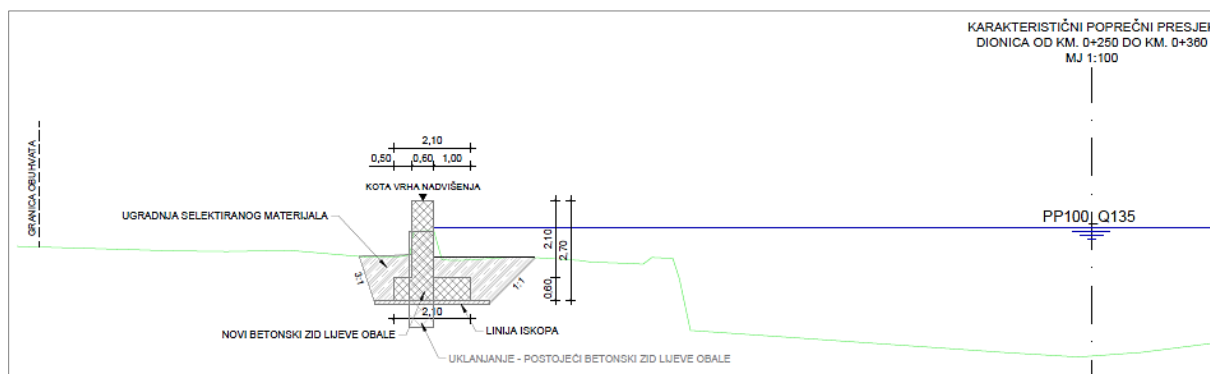 KARAKTERISTIČNI POPREČNI PRESJEK
DIONICA OD KM. 0+250 DO KM. 0+360
MJ 1:100
GRANICA OBUHVATA
2,10
0,50 0,60 1,00
KOTA VRHA NADVIŠENJA
UGRADNJA SELEKTIRANOG MATERIJALA
PP100_Q135
2,10
2,70
0,60
3:1
1:1
2,10
NOVI BETONSKI ZID LIJEVE OBALE
LINIJA ISKOPA
UKLANJANJE - POSTOJEĆI BETONSKI ZID LIJEVE OBALE